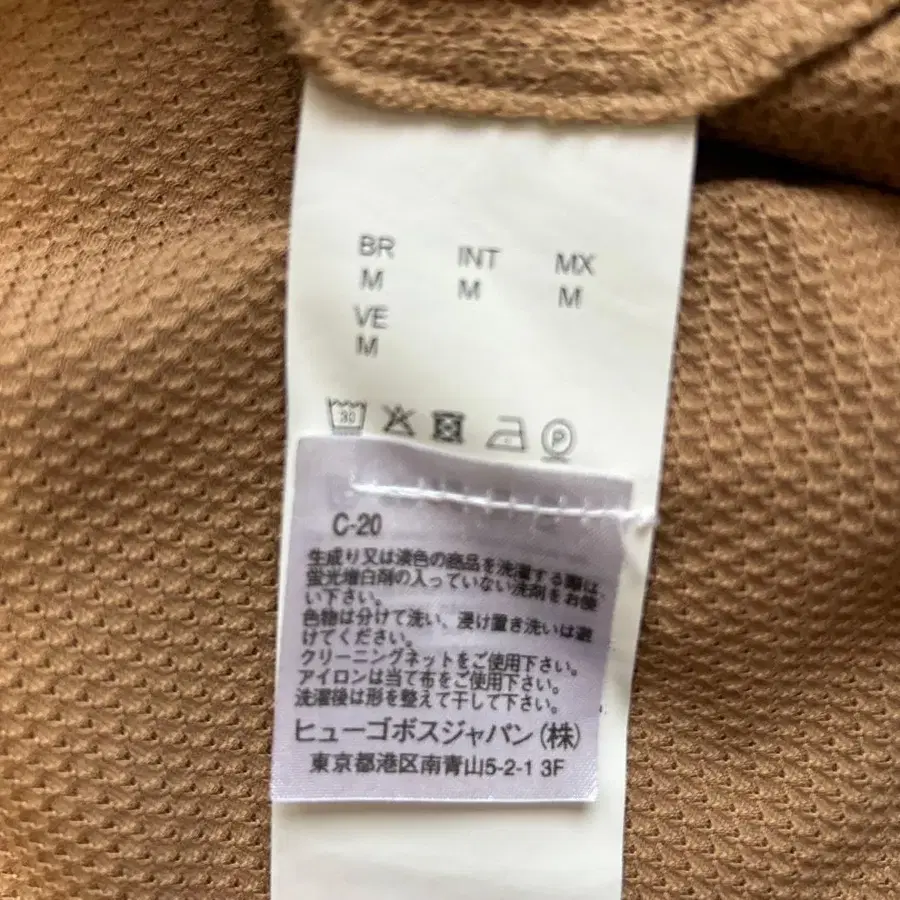 BR INT MX
M M M
VE
M
30 P
C-20
生成り又は淡色の商品を洗濯する際は、
蛍光増白剤の入っていない洗剤をお使
い下さい。
色物は分けて洗い、浸け置き洗いは避
けてください。
クリーニングネットをご使用下さい。
アイロンは当て布をご使用下さい。
洗濯後は形を整えて干して下さい。
ヒューゴボスジャパン(株)
東京都港区南青山5-2-1 3F